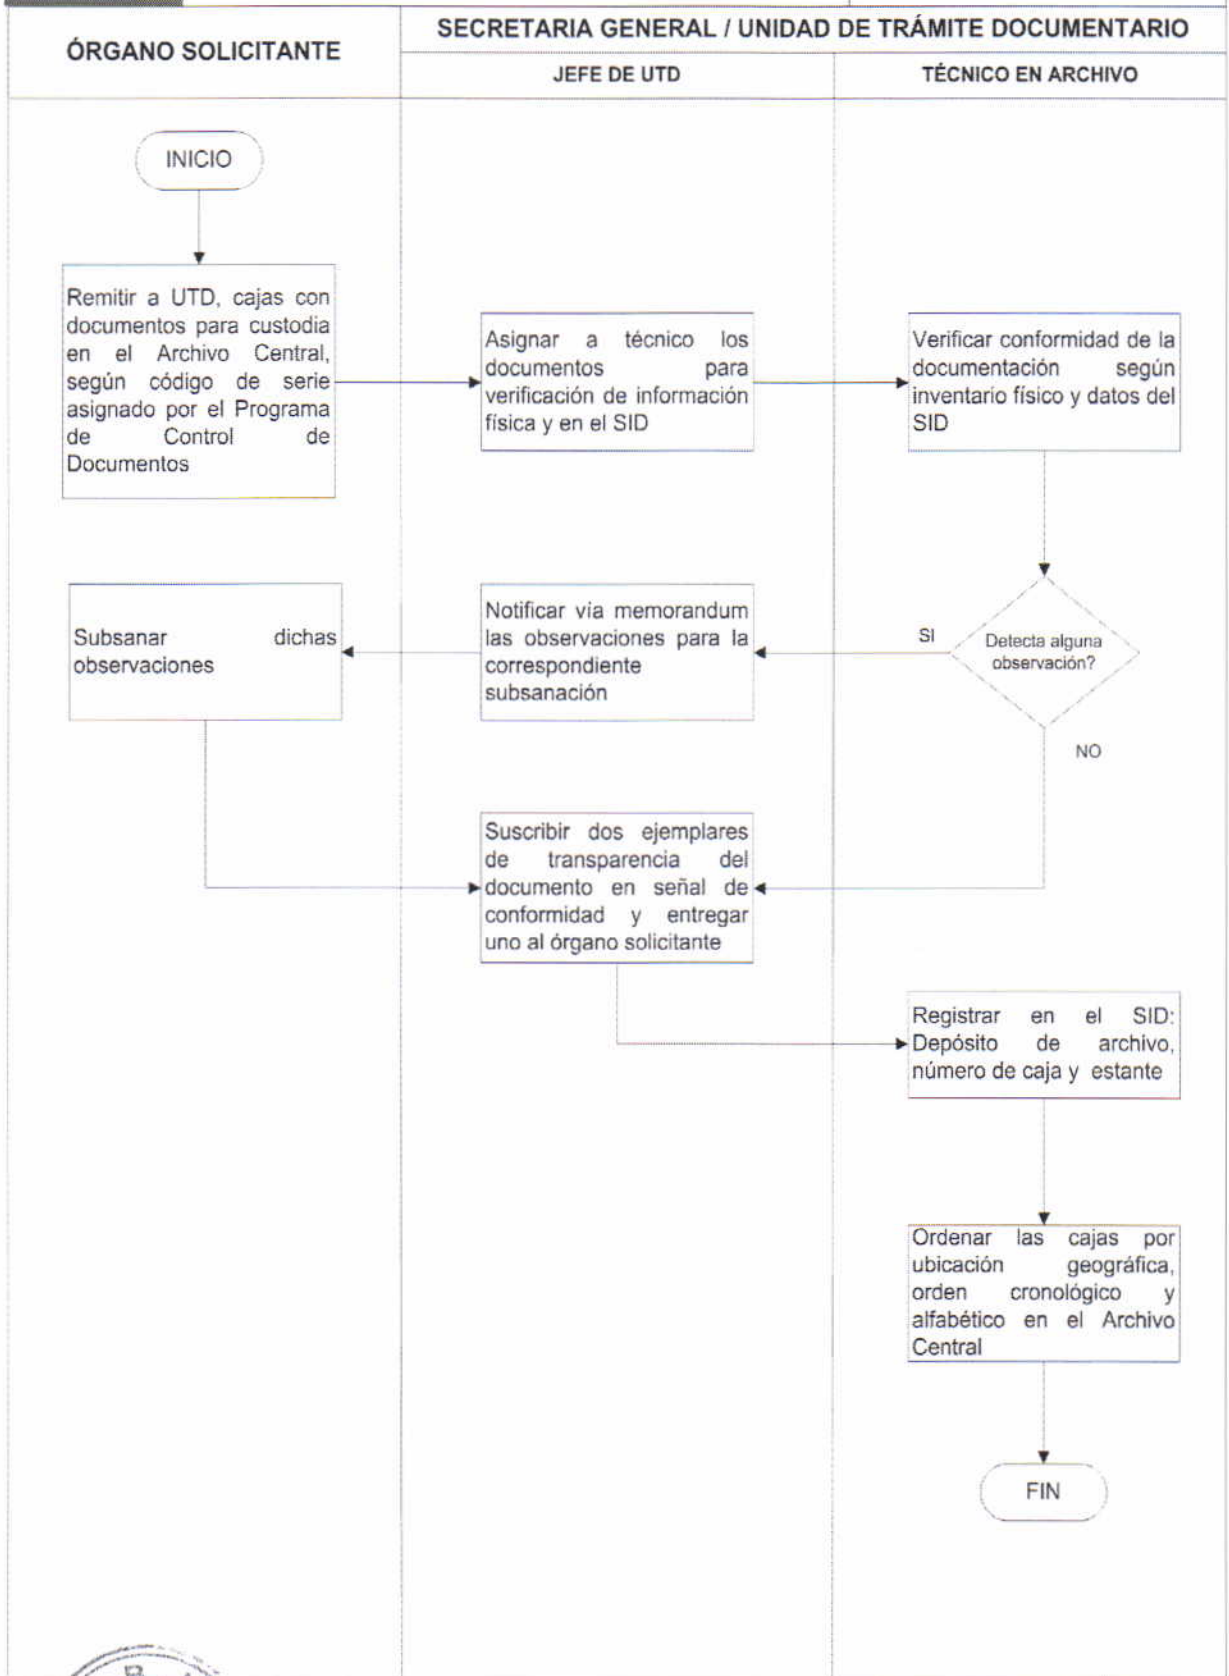 ÓRGANO SOLICITANTE
SECRETARIA GENERAL / UNIDAD DE TRÁMITE DOCUMENTARIO
JEFE DE UTD
TÉCNICO EN ARCHIVO
INICIO
Remitir a UTD, cajas con
documentos para custodia
en el Archivo Central,
según código de serie
asignado por el Programa
de Control de
Documentos
Asignar a técnico los
documentos para
verificación de información
física y en el SID
Verificar conformidad de la
documentación según
inventario físico y datos del
SID
Detecta alguna
observación?
SI
NO
Notificar vía memorandum
las observaciones para la
correspondiente
subsanación
Subsanar dichas
observaciones
Suscribir dos ejemplares
de transparencia del
documento en señal de
conformidad y entregar
uno al órgano solicitante
Registrar en el SID:
Depósito de archivo,
número de caja y estante
Ordenar las cajas por
ubicación geográfica,
orden cronológico y
alfabético en el Archivo
Central
FIN